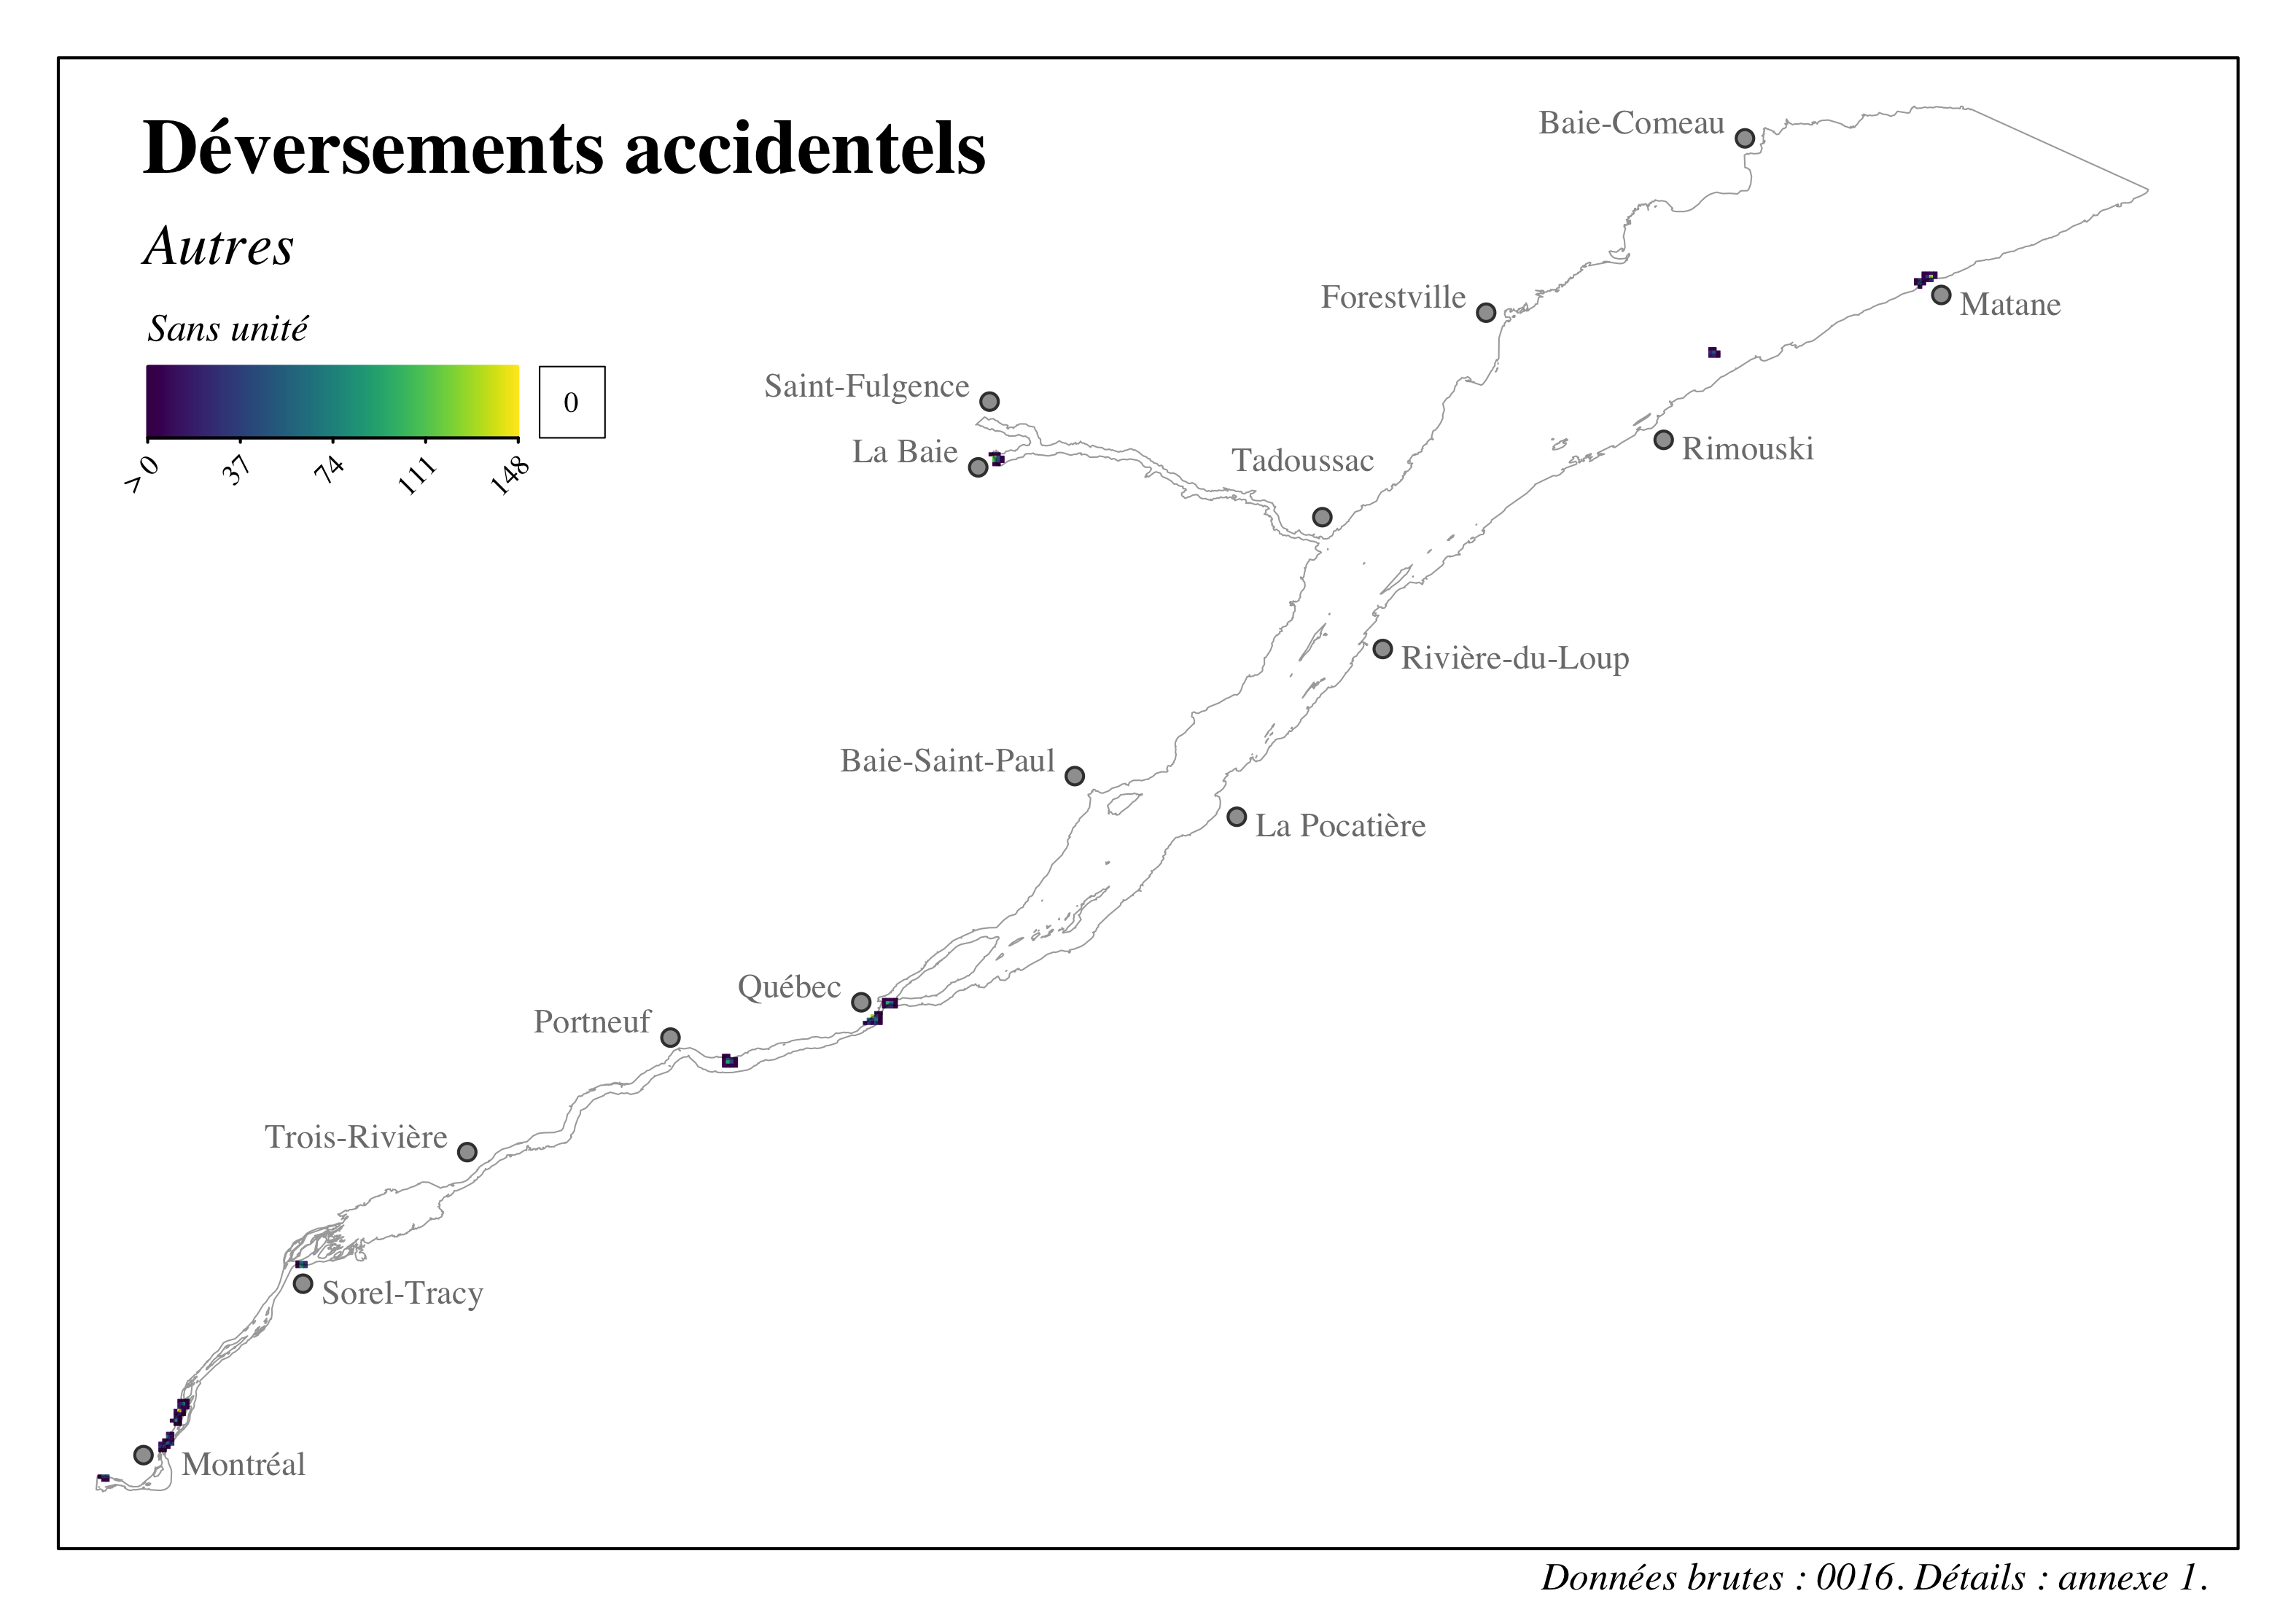 Déversements accidentels
Autres
Sans unité
0
> 0
37
74
111
148
Baie-Comeau
Forestville
Matane
Saint-Fulgence
La Baie
Tadoussac
Rimouski
Rivière-du-Loup
Baie-Saint-Paul
La Pocatière
Québec
Portneuf
Trois-Rivière
Sorel-Tracy
Montréal
Données brutes : 0016. Détails : annexe 1.